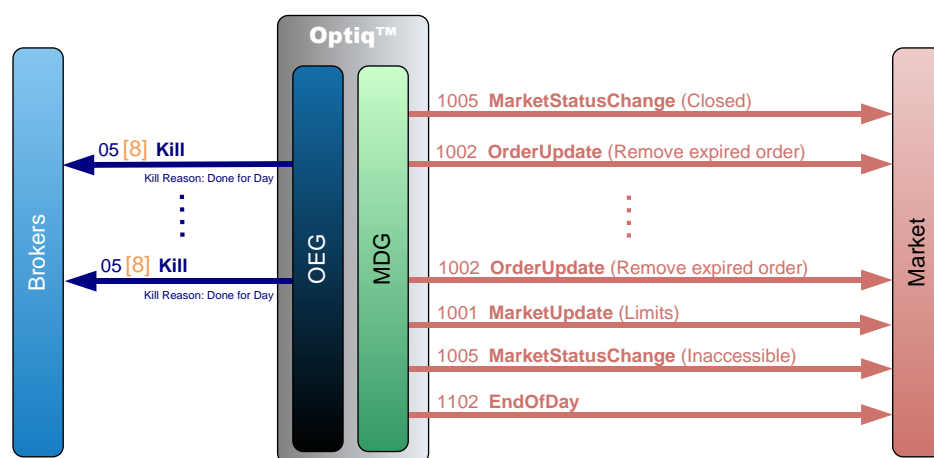 Optiq™
1005 MarketStatusChange (Closed)
05 [8] Kill
1002 OrderUpdate (Remove expired order)
Kill Reason: Done for Day
Brokers
OEG
MDG
Market
05 [8] Kill
1002 OrderUpdate (Remove expired order)
Kill Reason: Done for Day
1001 MarketUpdate (Limits)
1005 MarketStatusChange (Inaccessible)
1102 EndOfDay